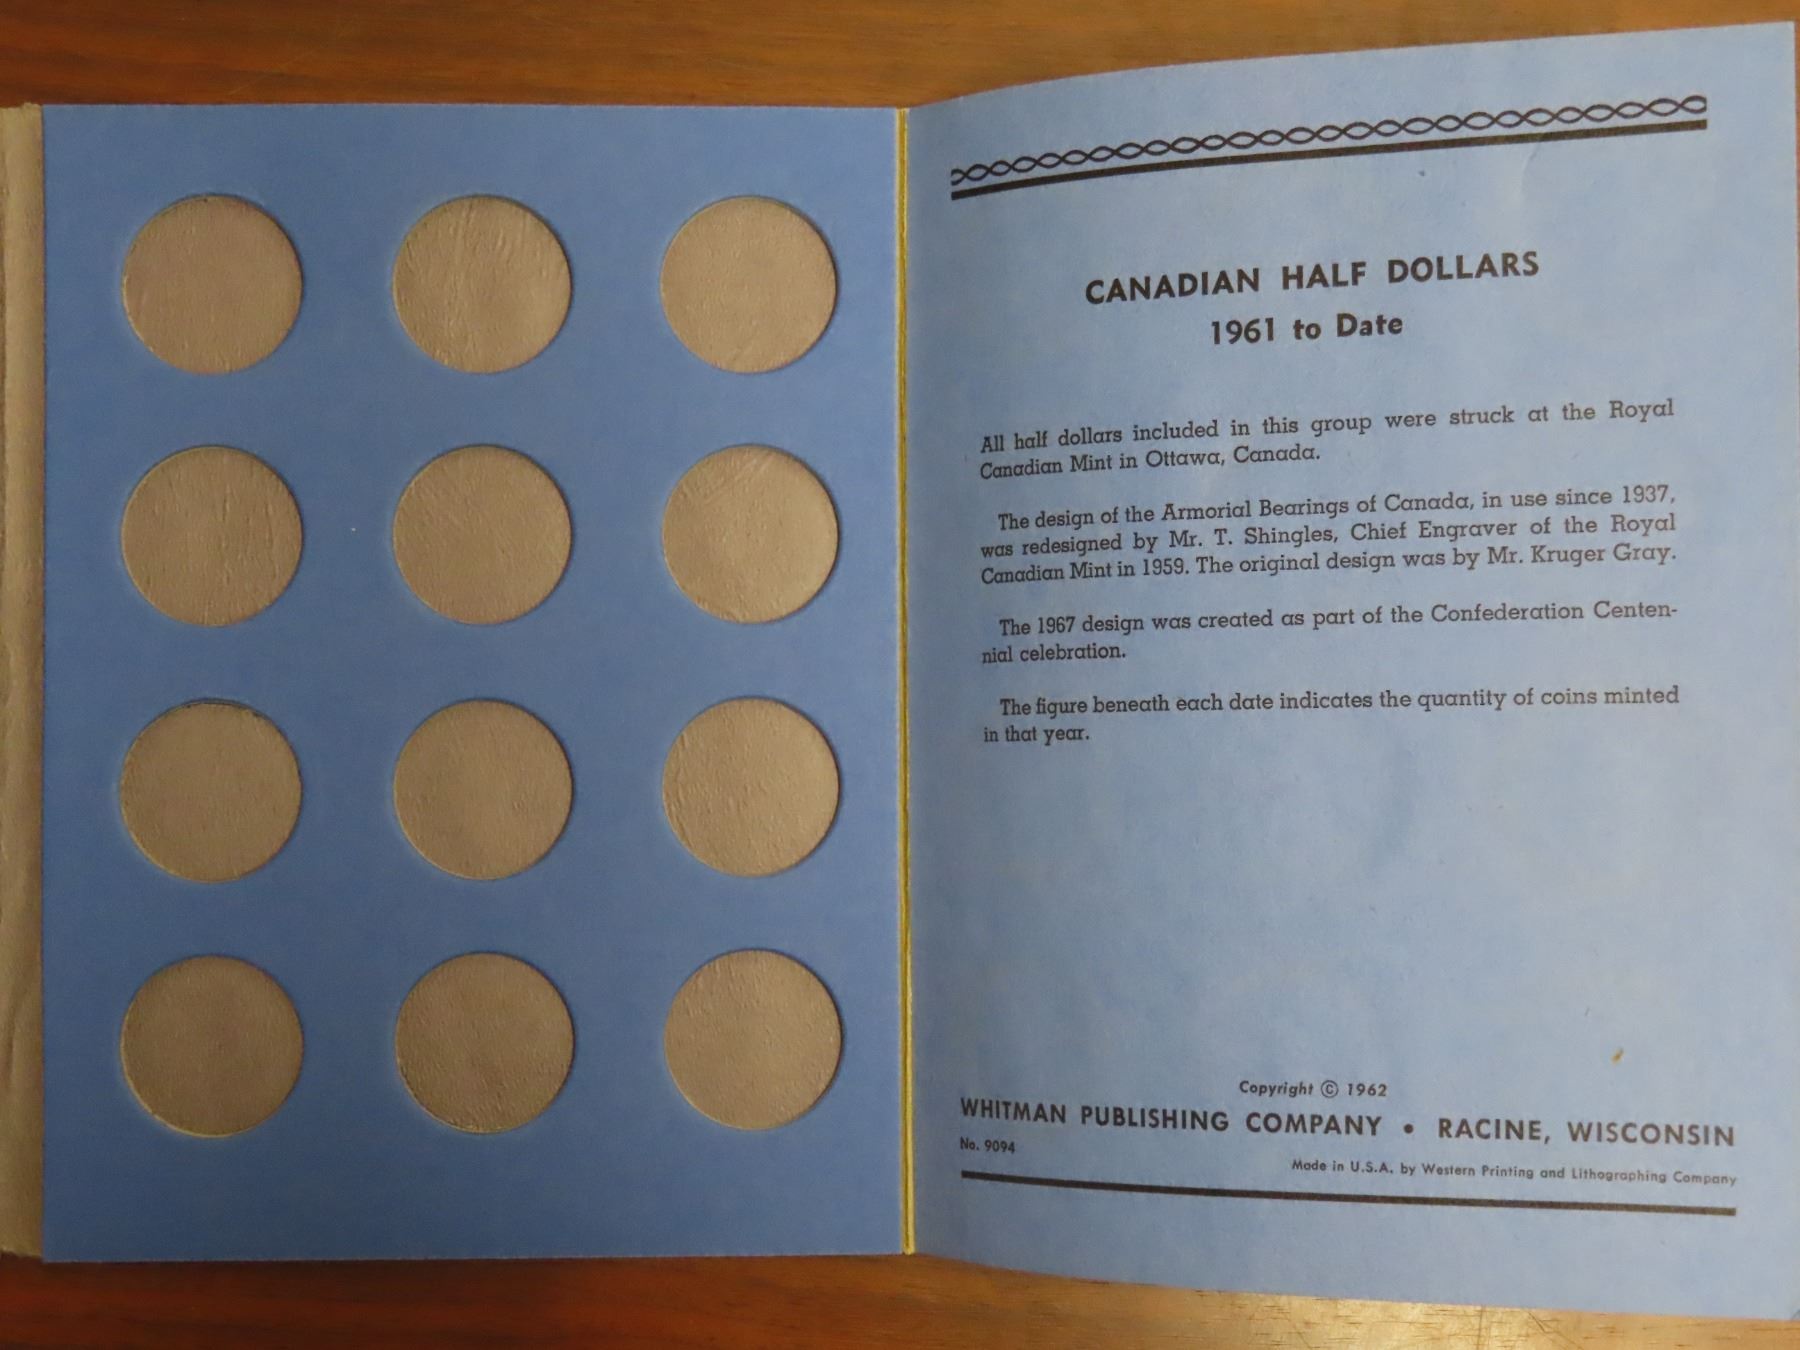 CANADIAN HALF DOLLARS
1961 to Date
All half dollars included in this group were struck at the Royal
Canadian Mint in Ottawa, Canada.
The design of the Armorial Bearings of Canada, in use since 1937,
was redesigned by Mr. T. Shingles, Chief Engraver of the Royal
Canadian Mint in 1959. The original design was by Mr. Kruger Gray.
The 1967 design was created as part of the Confederation Centen-
nial celebration.
The figure beneath each date indicates the quantity of coins minted
in that year.
Copyright © 1962
WHITMAN PUBLISHING COMPANY • RACINE, WISCONSIN
No. 9094
Made in U.S.A. by Western Printing and Lithographing Company